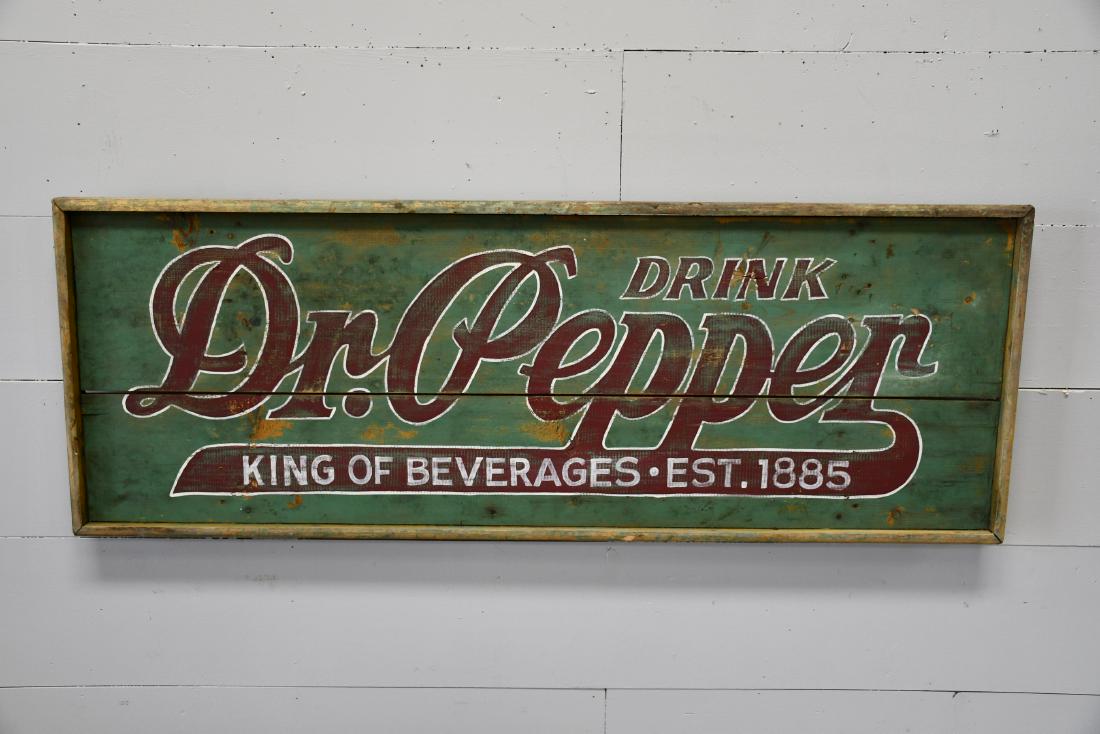 DRINK
Dr. Pepper
KING OF BEVERAGES · EST. 1885